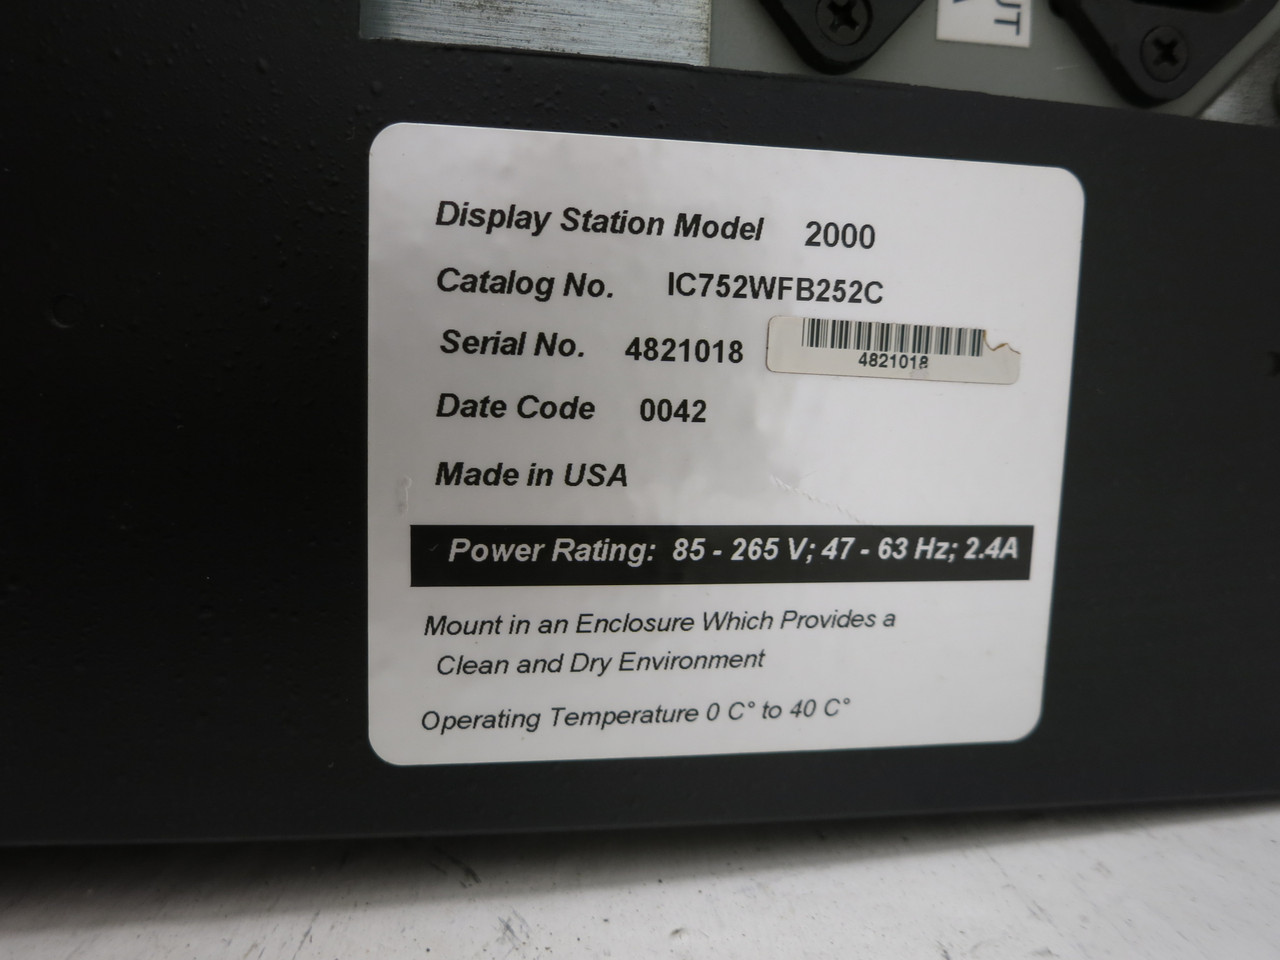 UT
Display Station Model 2000
Catalog No. IC752WFB252C
Serial No. 4821018
4821018
Date Code 0042
Made in USA
Power Rating: 85 - 265 V; 47 - 63 Hz; 2.4A
Mount in an Enclosure Which Provides a
Clean and Dry Environment
Operating Temperature 0 C° to 40 C°